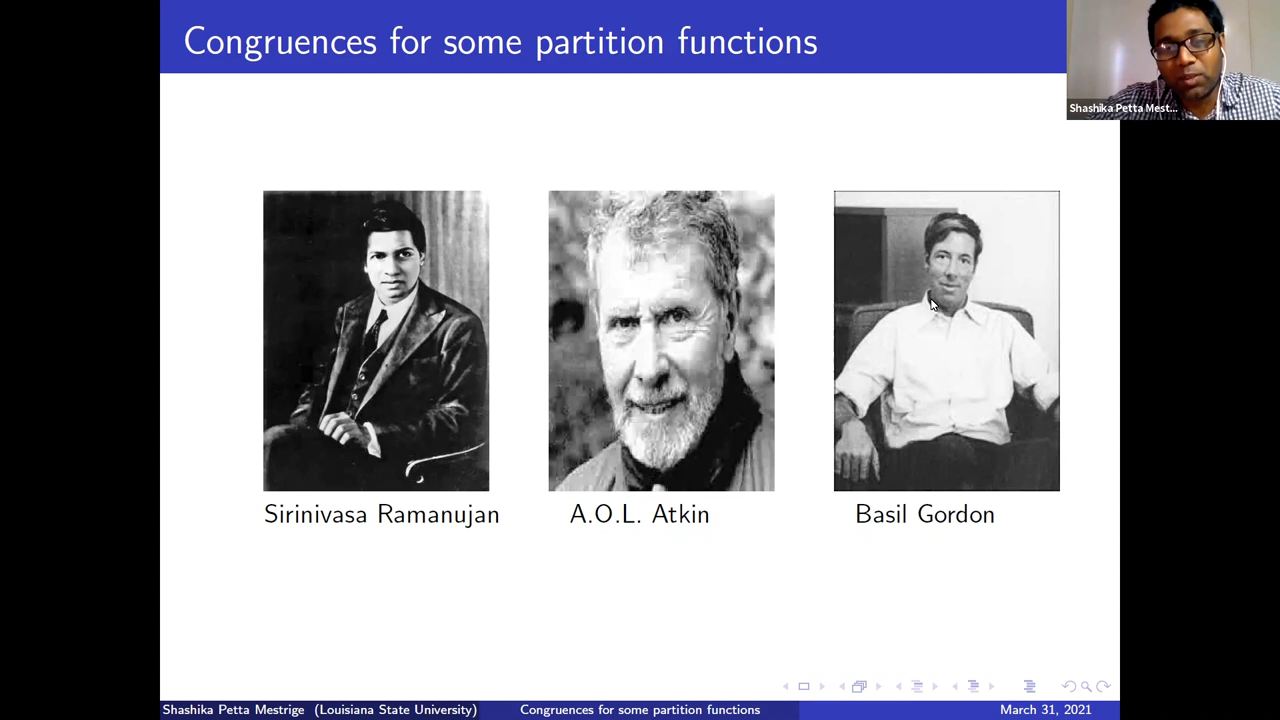 Congruences for some partition functions
Shashika Petta Mest...
Sirinivasa Ramanujan
A.O.L. Atkin
Basil Gordon
Shashika Petta Mestrige (Louisiana State University)
Congruences for some partition functions
March 31, 2021